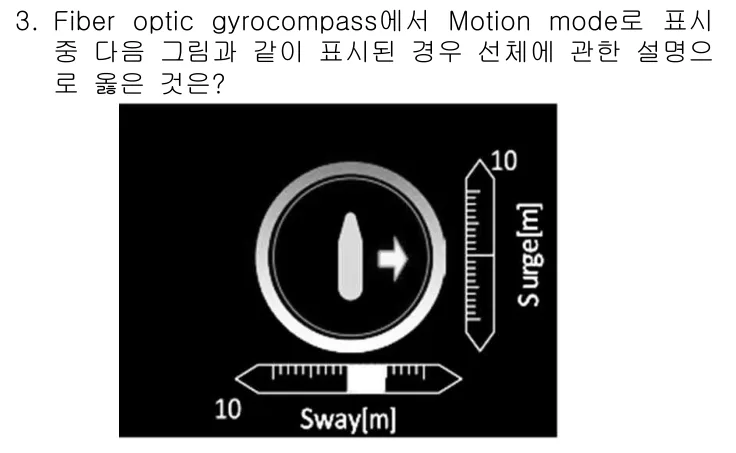 3. Fiber optic gyrocompass에서 Motion mode로 표시
중 다음 그림과 같이 표시된 경우 선체에 관한 설명으
로 옳은 것은?
10
Surge[m]
10
Sway[m]